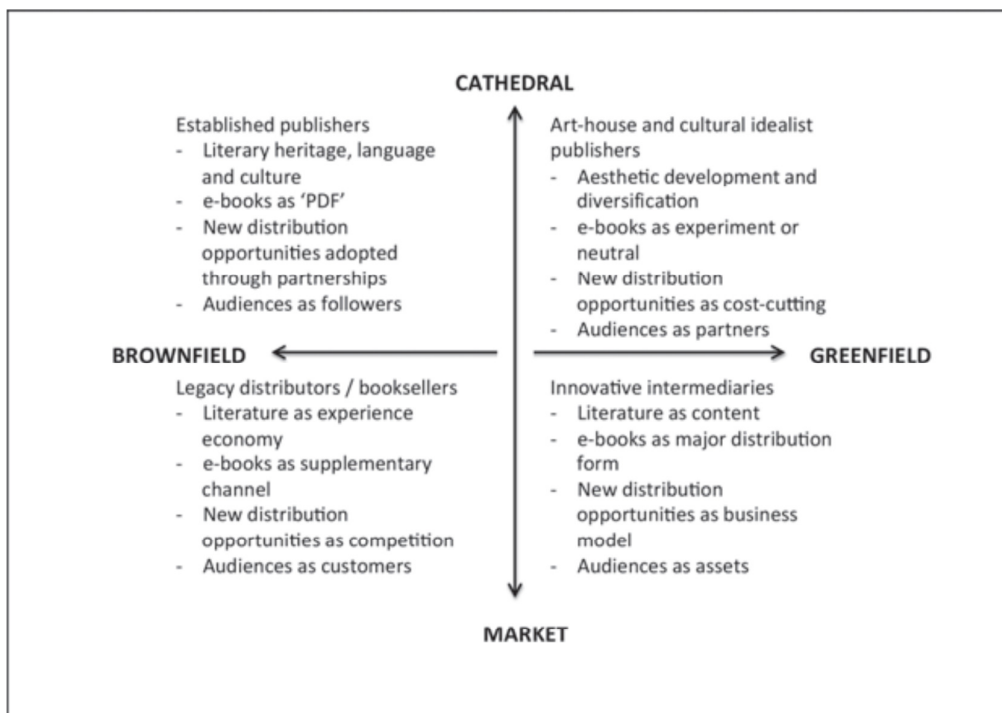 CATHEDRAL
Established publishers
- Literary heritage, language
and culture
- e-books as ‘PDF’
- New distribution
opportunities adopted
through partnerships
- Audiences as followers
Art-house and cultural idealist
publishers
- Aesthetic development and
diversification
- e-books as experiment or
neutral
- New distribution
opportunities as cost-cutting
- Audiences as partners
BROWNFIELD
GREENFIELD
Legacy distributors / booksellers
- Literature as experience
economy
- e-books as supplementary
channel
- New distribution
opportunities as competition
- Audiences as customers
Innovative intermediaries
- Literature as content
- e-books as major distribution
form
- New distribution
opportunities as business
model
- Audiences as assets
MARKET